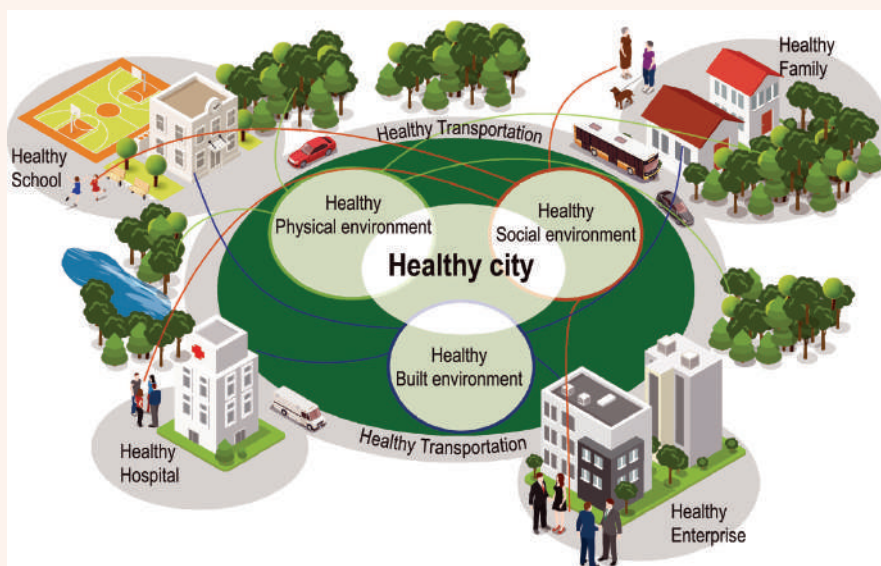 Healthy
Family
Healthy Transportation
Healthy
School
Healthy
Physical environment
Healthy
Social environment
Healthy city
Healthy
Built environment
Healthy Transportation
Healthy
Hospital
Healthy
Enterprise